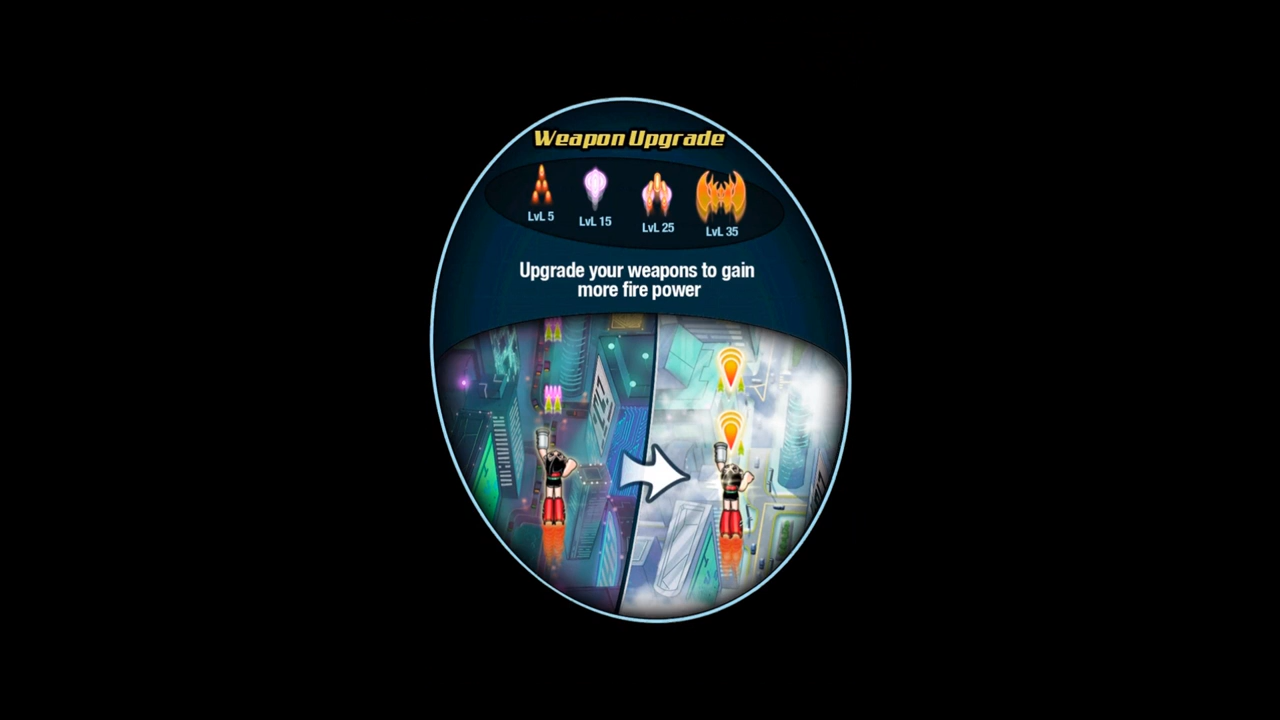 Weapon Upgrade
LvL 5
LvL 15
LvL 25
LvL 35
Upgrade your weapons to gain
more fire power